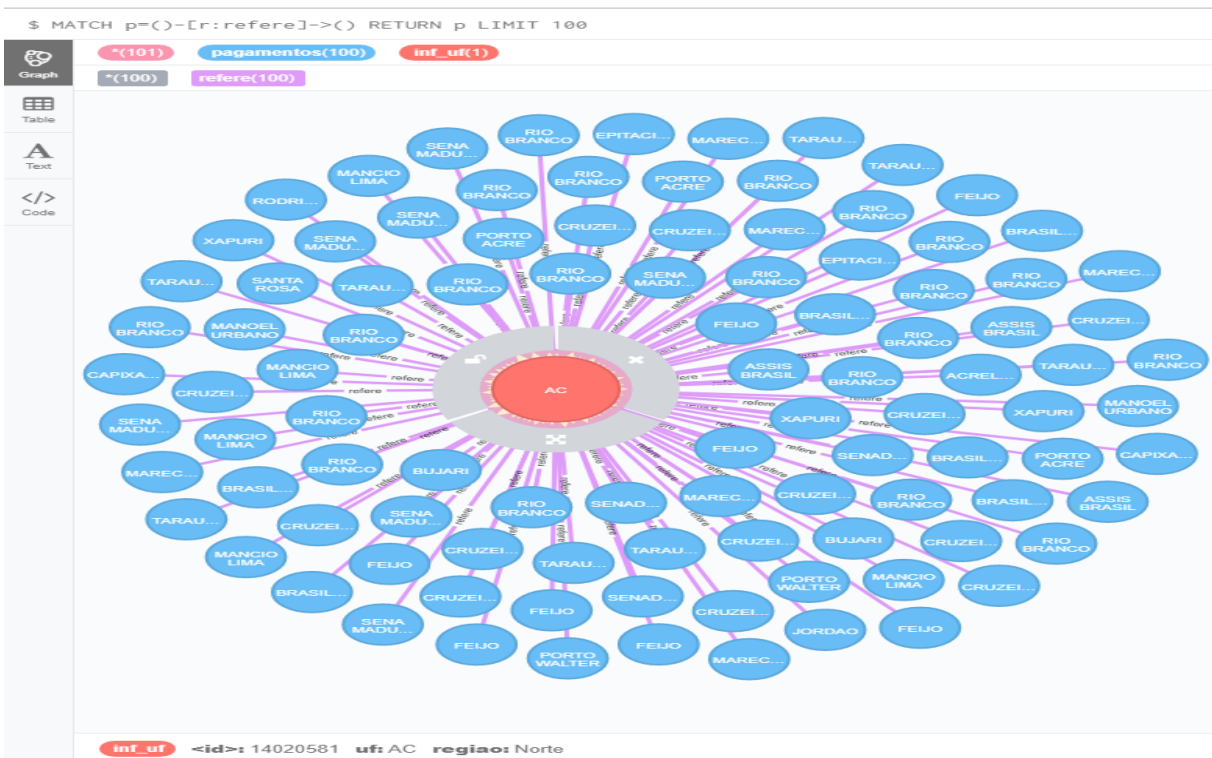 $ MATCH p=()-[r:refere]->() RETURN p LIMIT 100
*(101) pagamentos(100) inf_uf(1)
Graph
*(100) refere(100)
Table
A
Text
</>
Code
RIO BRANCO
EPITACI...
MAREC...
TARAU...
SENA MADU...
TARAU...
MANCIO LIMA
RIO BRANCO
RIO BRANCO
PORTO ACRE
RIO BRANCO
FEIJO
RODRI...
SENA MADU...
RIO BRANCO
BRASIL...
XAPURI
SENA MADU...
PORTO ACRE
CRUZEI...
CRUZEI...
MAREC...
RIO BRANCO
EPITACI...
MAREC...
TARAU...
SANTA ROSA
TARAU...
RIO BRANCO
RIO BRANCO
SENA MADU...
RIO BRANCO
RIO BRANCO
RIO BRANCO
RIO BRANCO
MANOEL URBANO
RIO BRANCO
FEIJO
BRASIL...
RIO BRANCO
ASSIS BRASIL
CRUZEI...
CAPIXA...
CRUZEI...
MANCIO LIMA
AC
ASSIS BRASIL
RIO BRANCO
ACREL...
TARAU...
RIO BRANCO
SENA MADU...
MANCIO LIMA
RIO BRANCO
XAPURI
CRUZEI...
XAPURI
MANOEL URBANO
MAREC...
BRASIL...
RIO BRANCO
BUJARI
FEIJO
SENAD...
BRASIL...
PORTO ACRE
CAPIXA...
TARAU...
CRUZEI...
SENA MADU...
RIO BRANCO
SENAD...
MAREC...
CRUZEI...
RIO BRANCO
BRASIL...
ASSIS BRASIL
MANCIO LIMA
FEIJO
CRUZEI...
TARAU...
TARAU...
CRUZEI...
BUJARI
CRUZEI...
RIO BRANCO
BRASIL...
SENA MADU...
CRUZEI...
FEIJO
SENAD...
CRUZEI...
PORTO WALTER
MANCIO LIMA
CRUZEI...
FEIJO
PORTO WALTER
FEIJO
MAREC...
JORDAO
FEIJO
refere
inf_uf <id>: 14020581 uf: AC regiao: Norte